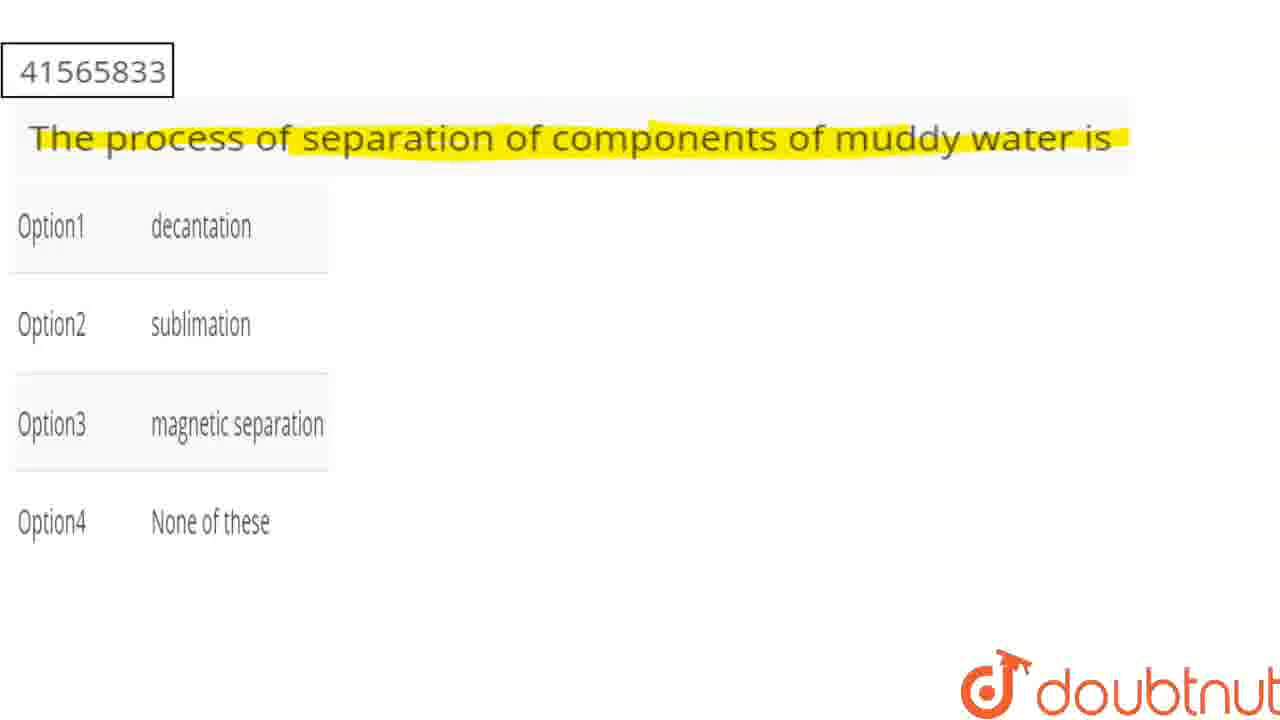 41565833
The process of separation of components of muddy water is
Option1 decantation
Option2 sublimation
Option3 magnetic separation
Option4 None of these
doubtnut